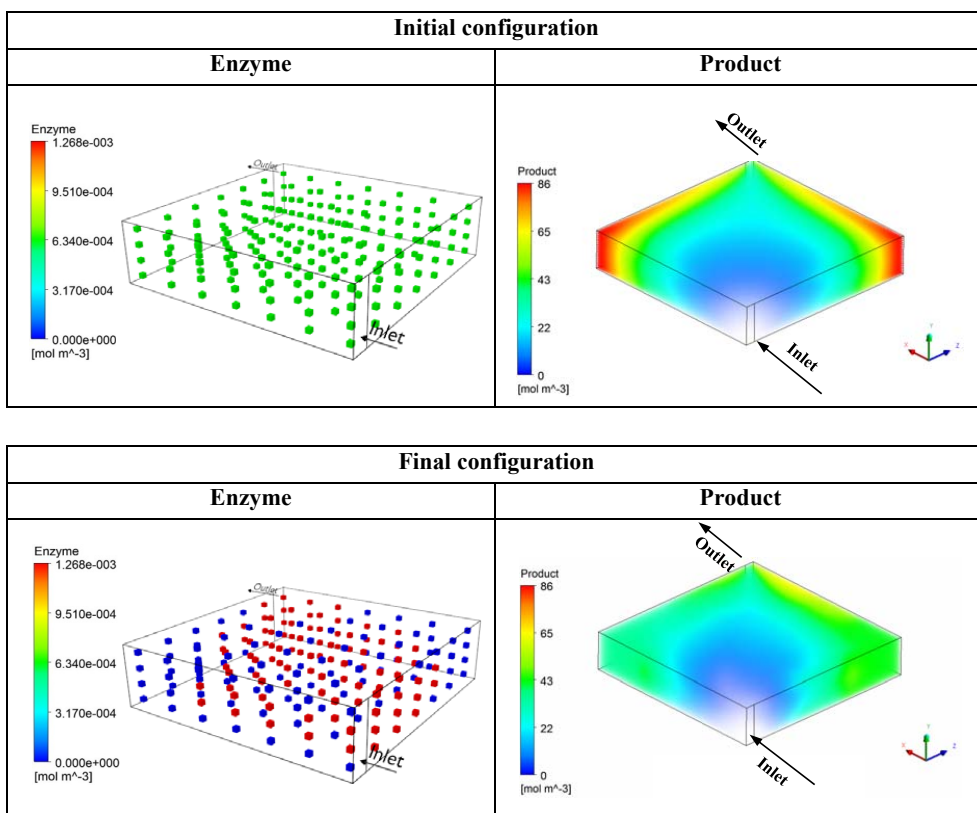 Initial configuration
Enzyme
Product
Enzyme
1.268e-003
9.510e-004
6.340e-004
3.170e-004
0.000e+000
[mol m^-3]
Outlet
Inlet
Product
86
65
43
22
0
[mol m^-3]
Outlet
Inlet
Y
X
Z
Final configuration
Enzyme
Product
Enzyme
1.268e-003
9.510e-004
6.340e-004
3.170e-004
0.000e+000
[mol m^-3]
Outlet
Inlet
Product
86
65
43
22
0
[mol m^-3]
Outlet
Inlet
Y
X
Z